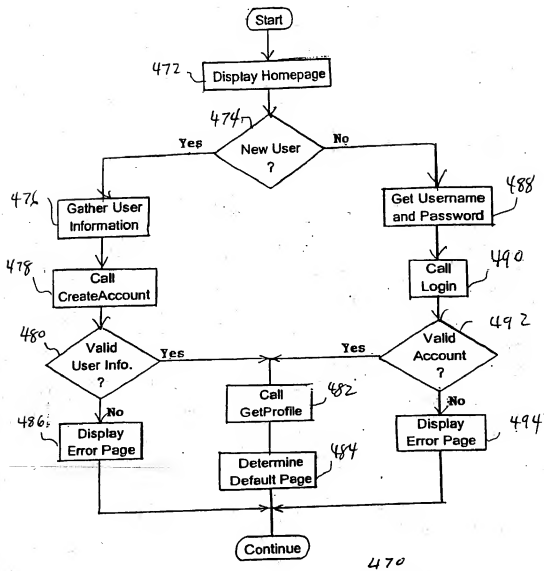 Start
472
Display Homepage
474
Yes
New User
?
No
476
Gather User
Information
488
Get Username
and Password
478
Call
CreateAccount
490
Call
Login
480
Valid
User Info.
?
Yes
Yes
492
Valid
Account
?
482
Call
GetProfile
No
No
486
Display
Error Page
484
Determine
Default Page
494
Display
Error Page
Continue
470